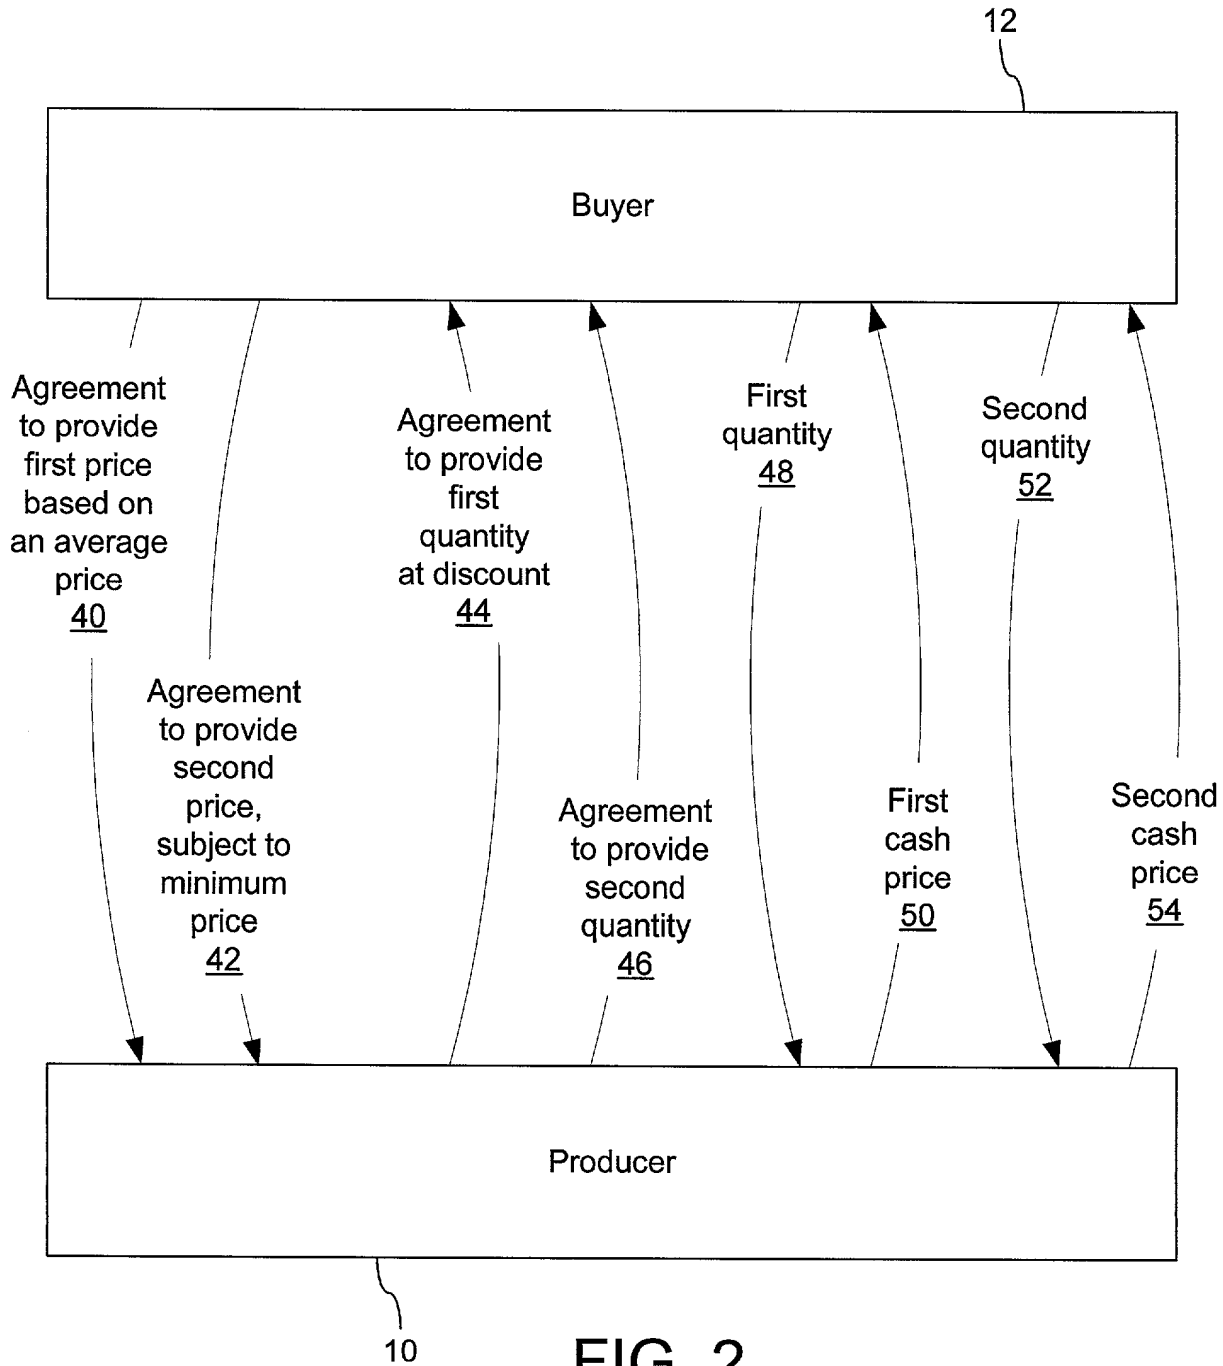 12
Buyer
Agreement
to provide
first price
based on
an average
price
40
Agreement
to provide
second
price,
subject to
minimum
price
42
Agreement
to provide
first
quantity
at discount
44
Agreement
to provide
second
quantity
46
First
quantity
48
First
cash
price
50
Second
quantity
52
Second
cash
price
54
Producer
10
FIG. 2